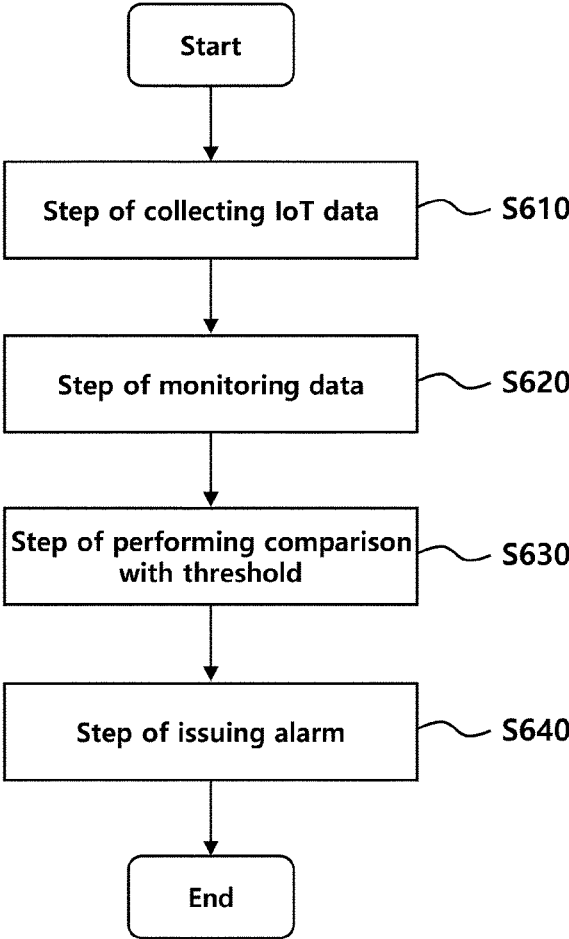 Start
Step of collecting IoT data
S610
Step of monitoring data
S620
Step of performing comparison
with threshold
S630
Step of issuing alarm
S640
End